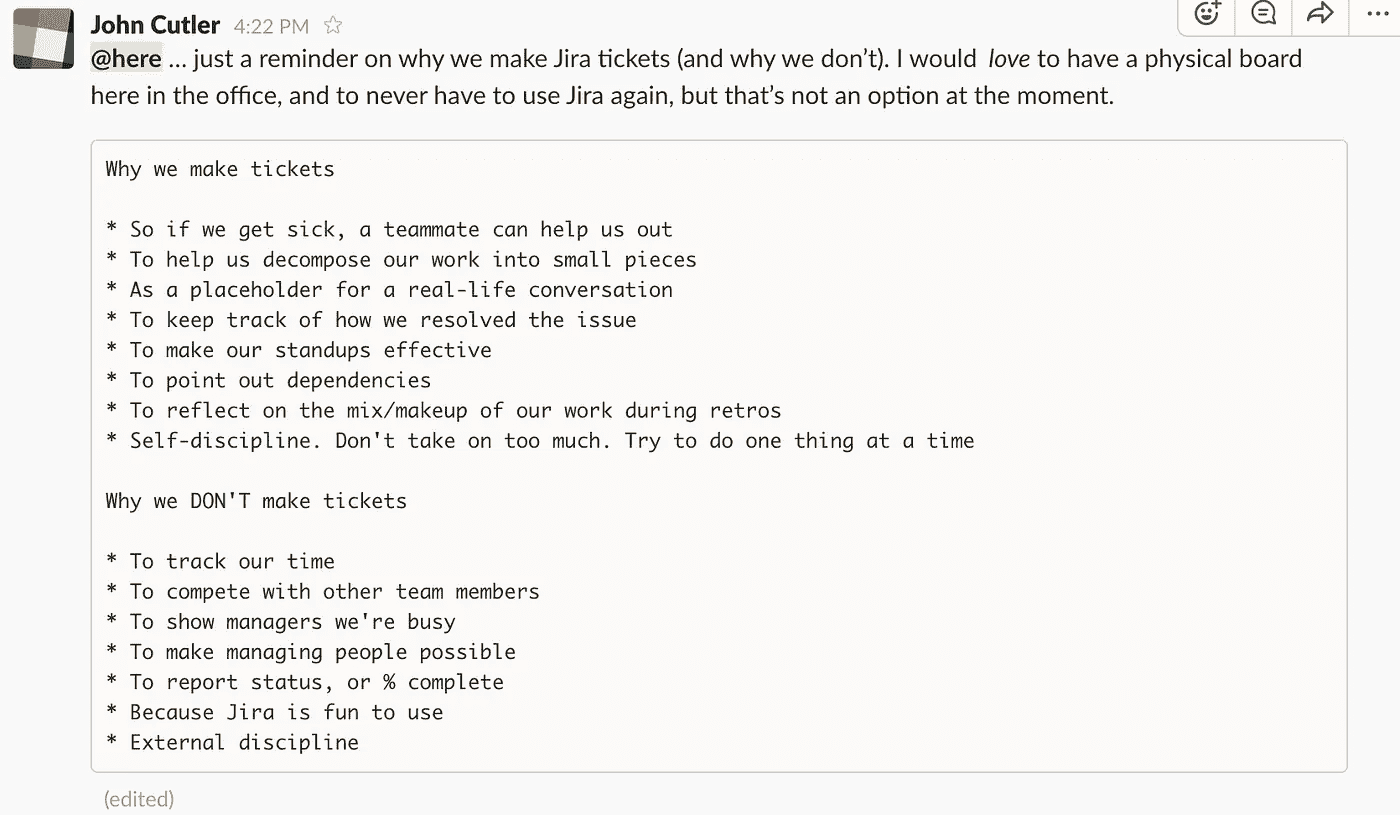 John Cutler 4:22 PM
@here … just a reminder on why we make Jira tickets (and why we don’t). I would love to have a physical board
here in the office, and to never have to use Jira again, but that’s not an option at the moment.
Why we make tickets
* So if we get sick, a teammate can help us out
* To help us decompose our work into small pieces
* As a placeholder for a real-life conversation
* To keep track of how we resolved the issue
* To make our standups effective
* To point out dependencies
* To reflect on the mix/makeup of our work during retros
* Self-discipline. Don't take on too much. Try to do one thing at a time
Why we DON'T make tickets
* To track our time
* To compete with other team members
* To show managers we're busy
* To make managing people possible
* To report status, or % complete
* Because Jira is fun to use
* External discipline
(edited)